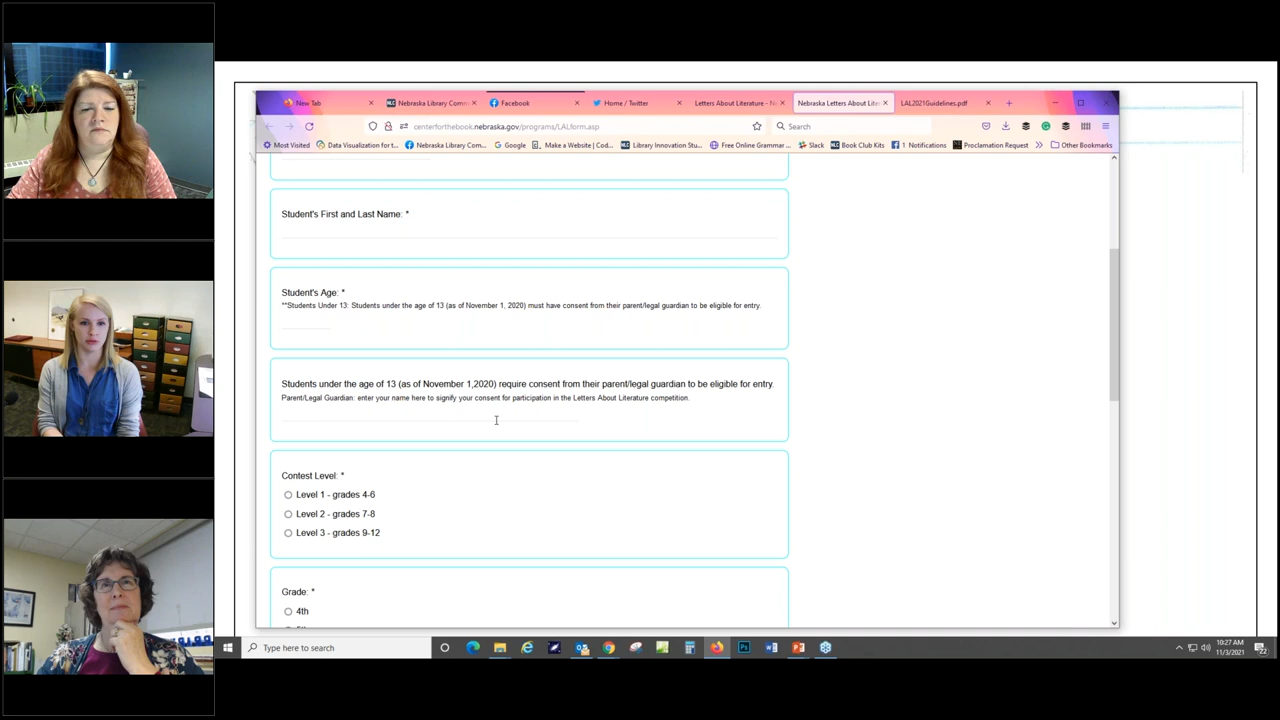 New Tab
Nebraska Library Comm
Facebook
Home / Twitter
Letters About Literature - N
Nebraska Letters About Liter
LAL2021Guidelines.pdf
centerforthebook.nebraska.gov/programs/LALform.asp
Search
Most Visited
Data Visualization for t...
Nebraska Library Com...
Google
Make a Website | Cod...
Library Innovation Stu...
Free Online Grammar ...
Slack
Book Club Kits
1 Notifications
Proclamation Request
Other Bookmarks
Student's First and Last Name: *
Student's Age: *
**Students Under 13: Students under the age of 13 (as of November 1, 2020) must have consent from their parent/legal guardian to be eligible for entry.
Students under the age of 13 (as of November 1,2020) require consent from their parent/legal guardian to be eligible for entry.
Parent/Legal Guardian: enter your name here to signify your consent for participation in the Letters About Literature competition.
Contest Level: *
Level 1 - grades 4-6
Level 2 - grades 7-8
Level 3 - grades 9-12
Grade: *
4th
Type here to search
10:27 AM
11/3/2021
22